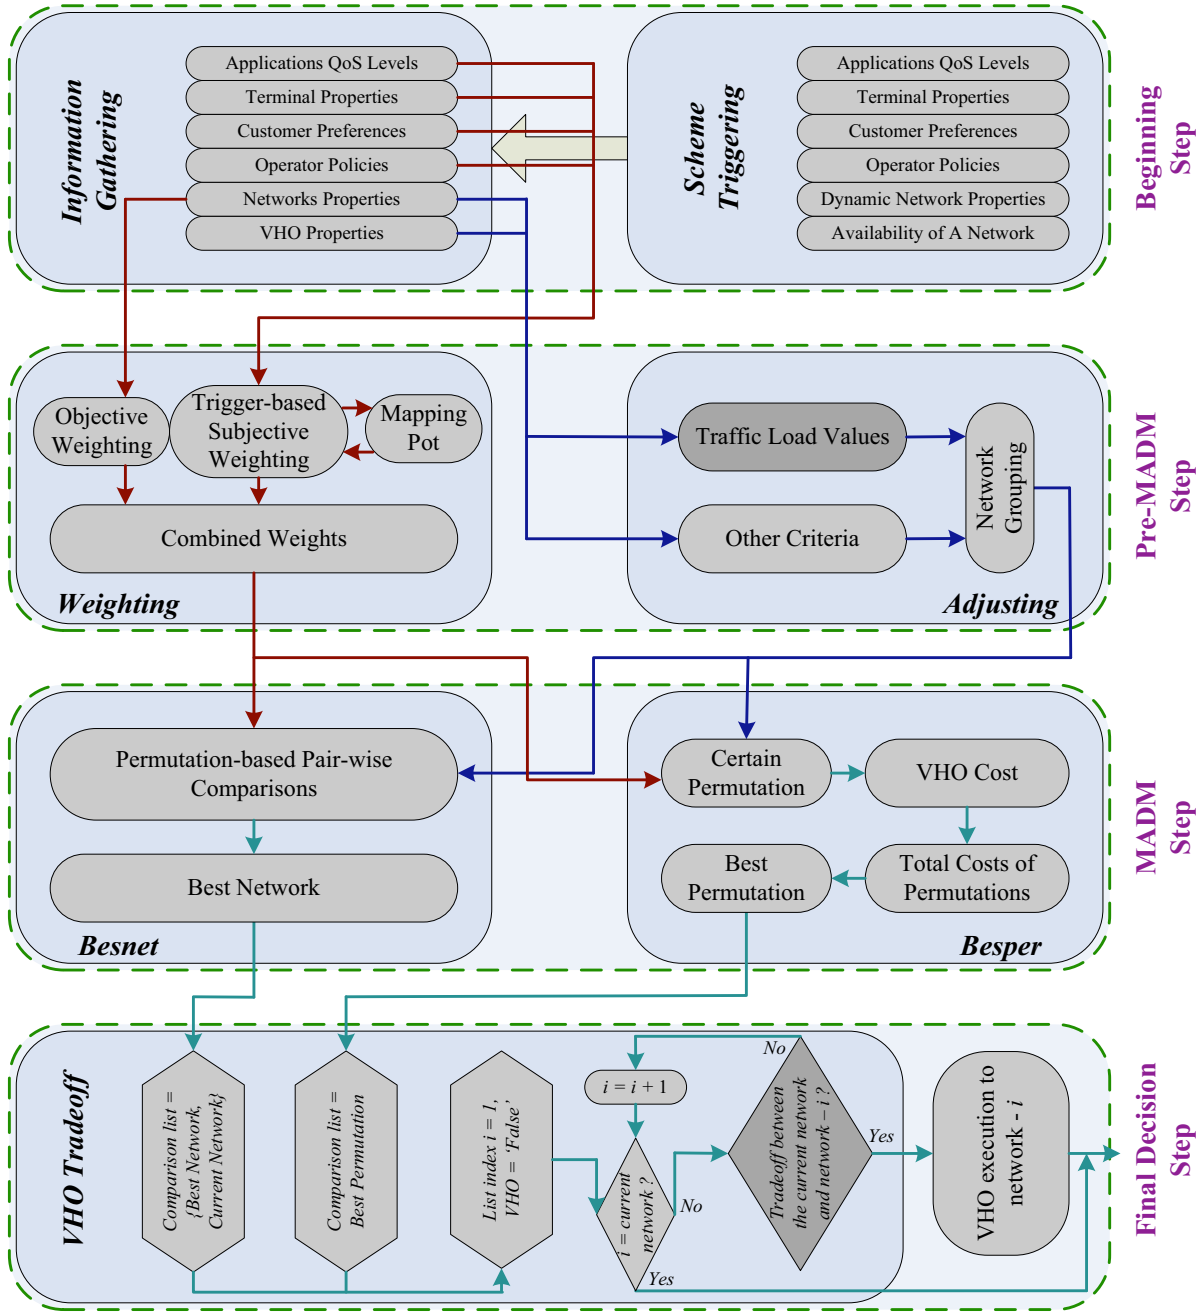 Information
Gathering
Applications QoS Levels
Terminal Properties
Customer Preferences
Operator Policies
Networks Properties
VHO Properties
Scheme
Triggering
Applications QoS Levels
Terminal Properties
Customer Preferences
Operator Policies
Dynamic Network Properties
Availability of A Network
Beginning
Step
Objective
Weighting
Trigger-based
Subjective
Weighting
Mapping
Pot
Combined Weights
Weighting
Traffic Load Values
Other Criteria
Network
Grouping
Adjusting
Pre-MADM
Step
Permutation-based Pair-wise
Comparisons
Best Network
Besnet
Certain
Permutation
VHO Cost
Best
Permutation
Total Costs of
Permutations
Besper
MADM
Step
VHO Tradeoff
Comparison list =
{Best Network,
Current Network}
Comparison list =
Best Permutation
List index i = 1,
VHO = ‘False’
i = i + 1
i = current
network ?
No
Yes
No
Tradeoff between
the current network
and network – i ?
Yes
VHO execution to
network - i
Final Decision
Step